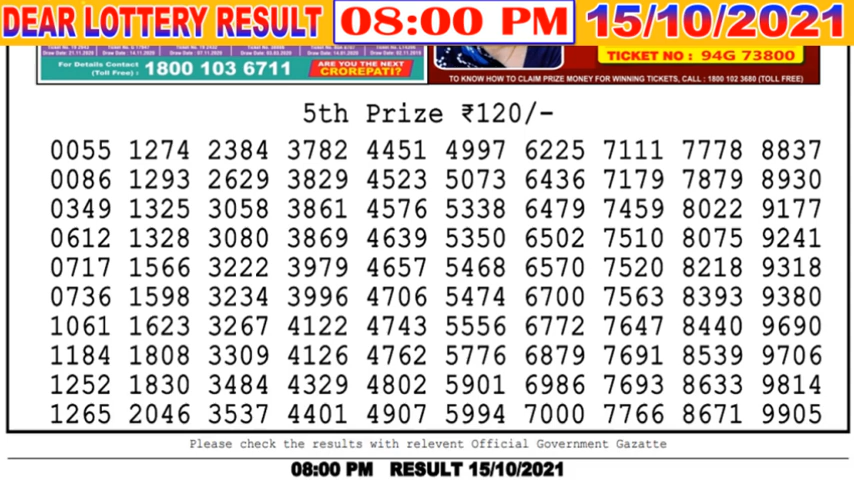 DEAR LOTTERY RESULT 08:00 PM 15/10/2021
For Details Contact (Toll Free) : 1800 103 6711
ARE YOU THE NEXT
CROREPATI?
TICKET NO : 94G 73800
TO KNOW HOW TO CLAIM PRIZE MONEY FOR WINNING TICKETS, CALL : 1800 102 3680 (TOLL FREE)
5th Prize ₹120/-
0055 1274 2384 3782 4451 4997 6225 7111 7778 8837
0086 1293 2629 3829 4523 5073 6436 7179 7879 8930
0349 1325 3058 3861 4576 5338 6479 7459 8022 9177
0612 1328 3080 3869 4639 5350 6502 7510 8075 9241
0717 1566 3222 3979 4657 5468 6570 7520 8218 9318
0736 1598 3234 3996 4706 5474 6700 7563 8393 9380
1061 1623 3267 4122 4743 5556 6772 7647 8440 9690
1184 1808 3309 4126 4762 5776 6879 7691 8539 9706
1252 1830 3484 4329 4802 5901 6986 7693 8633 9814
1265 2046 3537 4401 4907 5994 7000 7766 8671 9905
Please check the results with relevent Official Government Gazatte
08:00 PM RESULT 15/10/2021